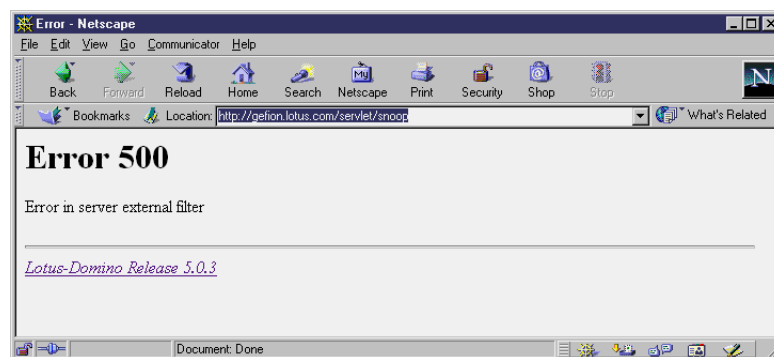 Error - Netscape
File Edit View Go Communicator Help
Back Forward Reload Home Search Netscape Print Security Shop Stop
My
N
Bookmarks Location: http://gefion.lotus.com/servlet/snoop What's Related
Error 500
Error in server external filter
Lotus-Domino Release 5.0.3
Document: Done